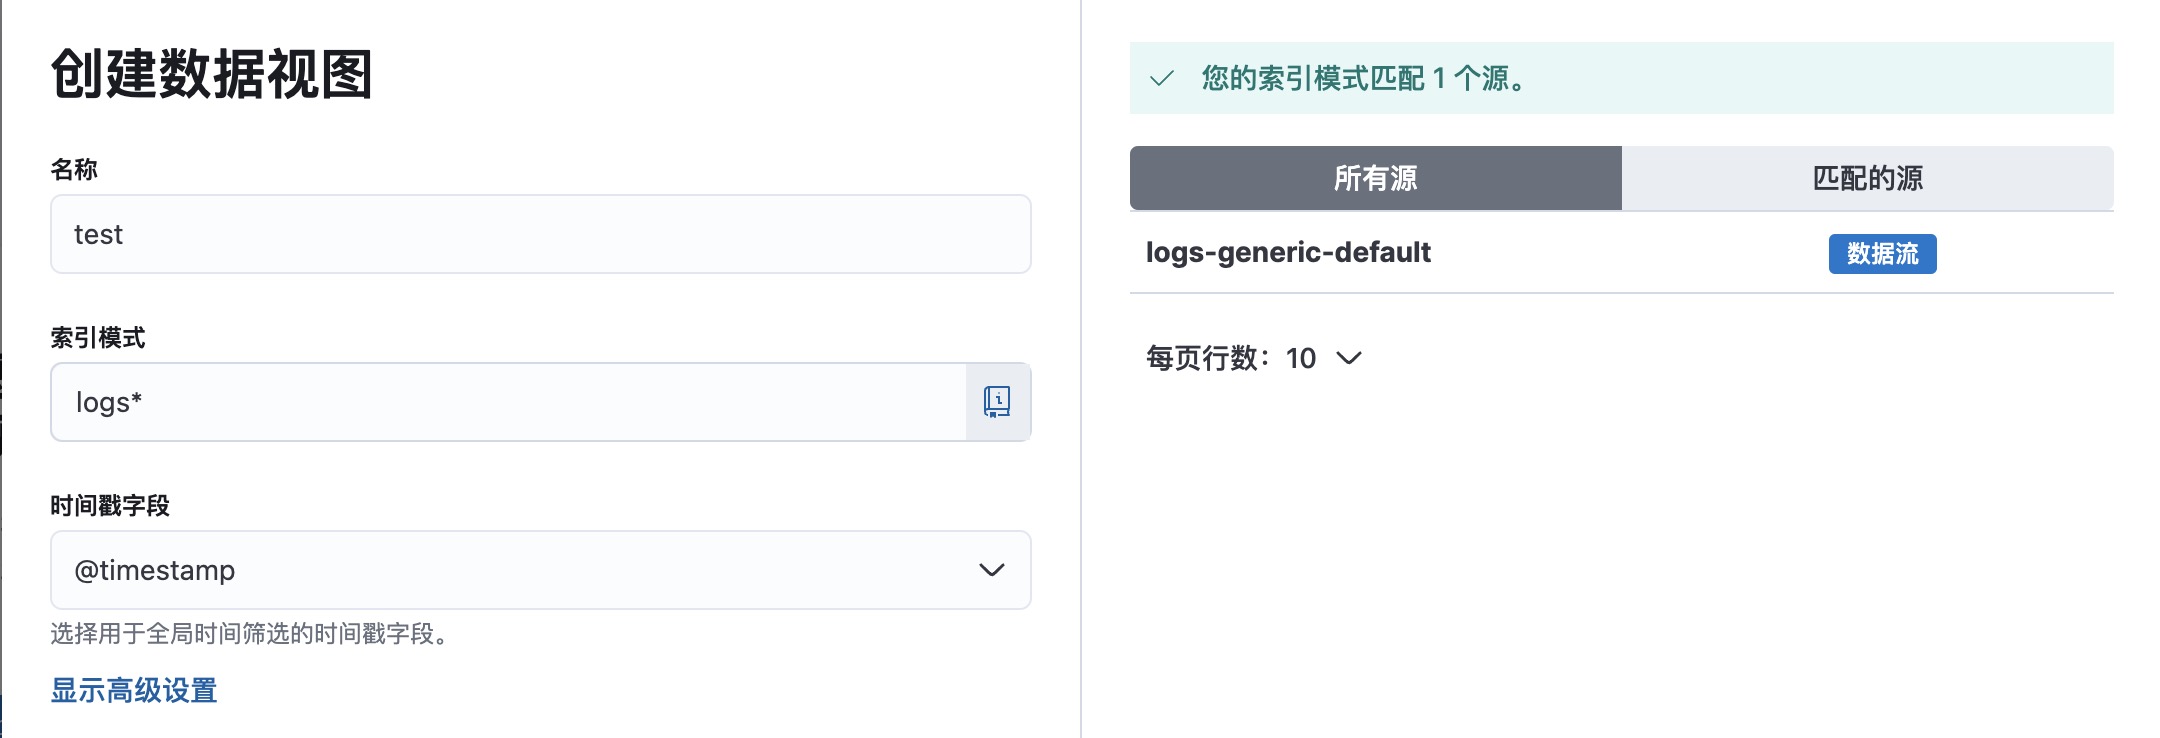 创建数据视图
名称
test
索引模式
logs*
时间戳字段
@timestamp
选择用于全局时间筛选的时间戳字段。
显示高级设置
您的索引模式匹配 1 个源。
所有源
匹配的源
logs-generic-default
数据流
每页行数：10